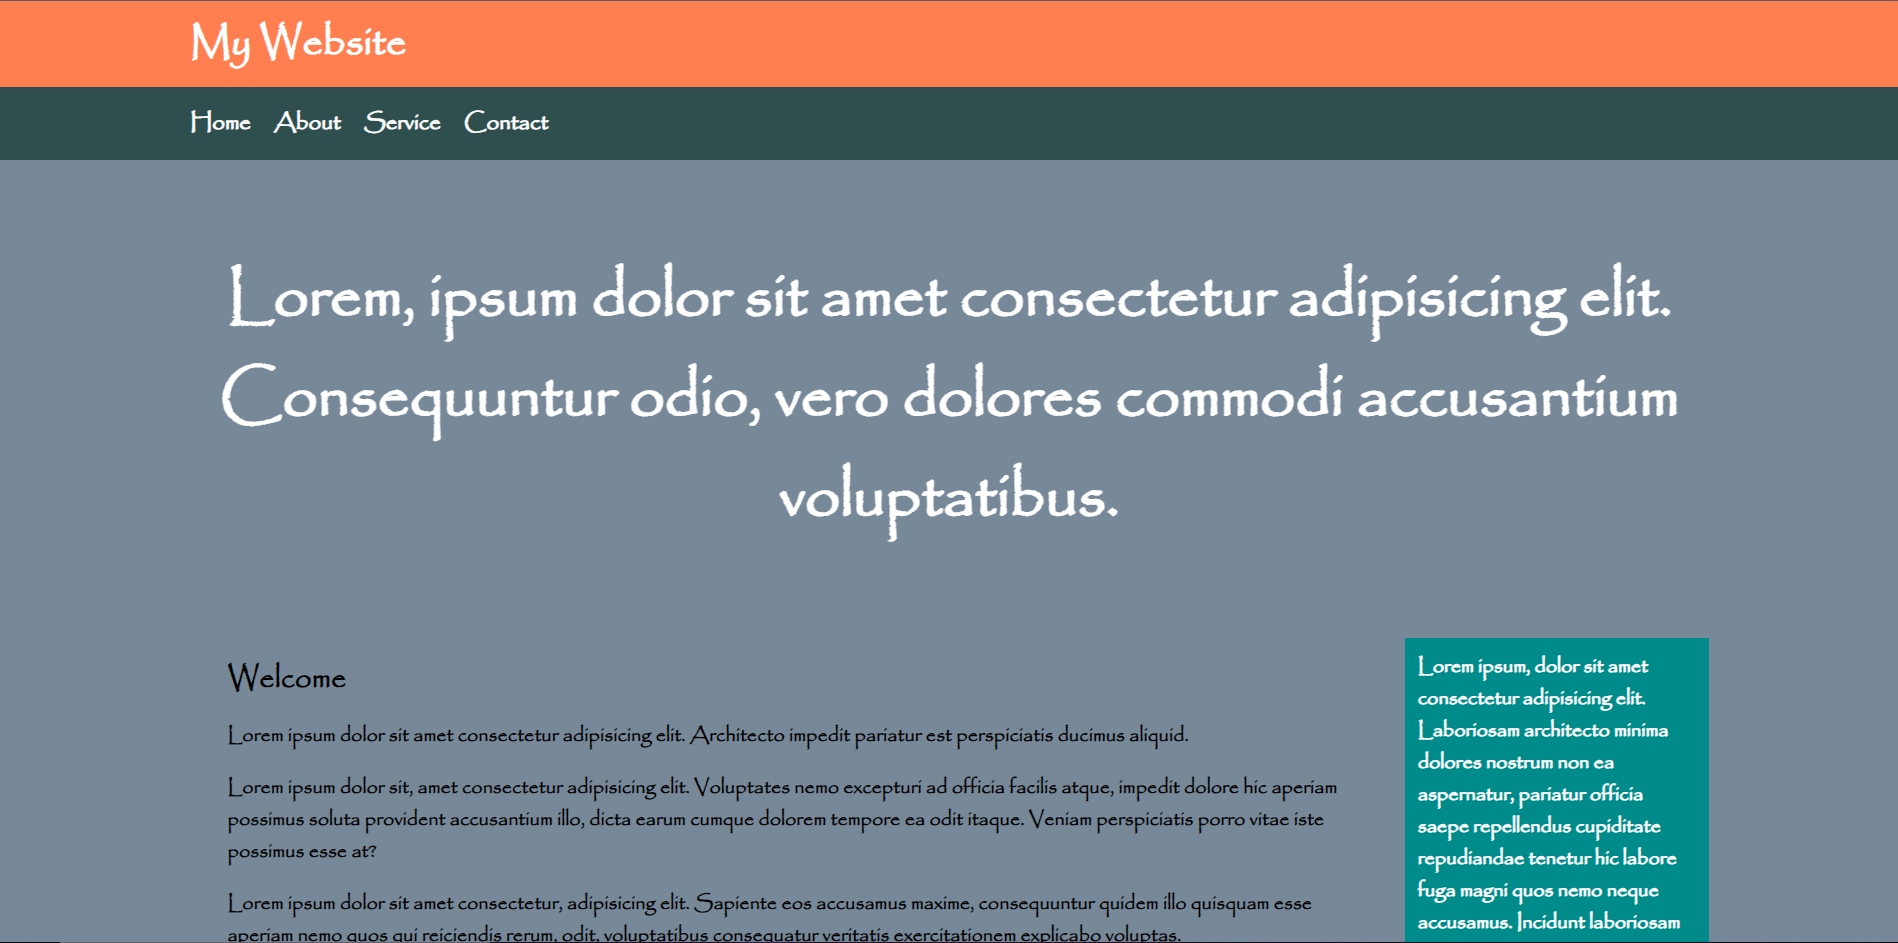 My Website
Home About Service Contact
Lorem, ipsum dolor sit amet consectetur adipisicing elit.
Consequuntur odio, vero dolores commodi accusantium
voluptatibus.
Welcome
Lorem ipsum dolor sit amet consectetur adipisicing elit. Architecto impedit pariatur est perspiciatis ducimus aliquid.
Lorem ipsum dolor sit, amet consectetur adipisicing elit. Voluptates nemo excepturi ad officia facilis atque, impedit dolore hic aperiam
possimus soluta provident accusantium illo, dicta earum cumque dolorem tempore ea odit itaque. Veniam perspiciatis porro vitae iste
possimus esse at?
Lorem ipsum dolor sit amet consectetur, adipisicing elit. Sapiente eos accusamus maxime, consequuntur quidem illo quisquam esse
aperiam nemo quos qui reiciendis rerum, odit, voluptatibus consequatur veritatis exercitationem explicabo voluptas.
Lorem ipsum, dolor sit amet
consectetur adipisicing elit.
Laboriosam architecto minima
dolores nostrum non ea
aspernatur, pariatur officia
saepe repellendus cupiditate
repudiandae tenetur hic labore
fuga magni quos nemo neque
accusamus. Incidunt laboriosam